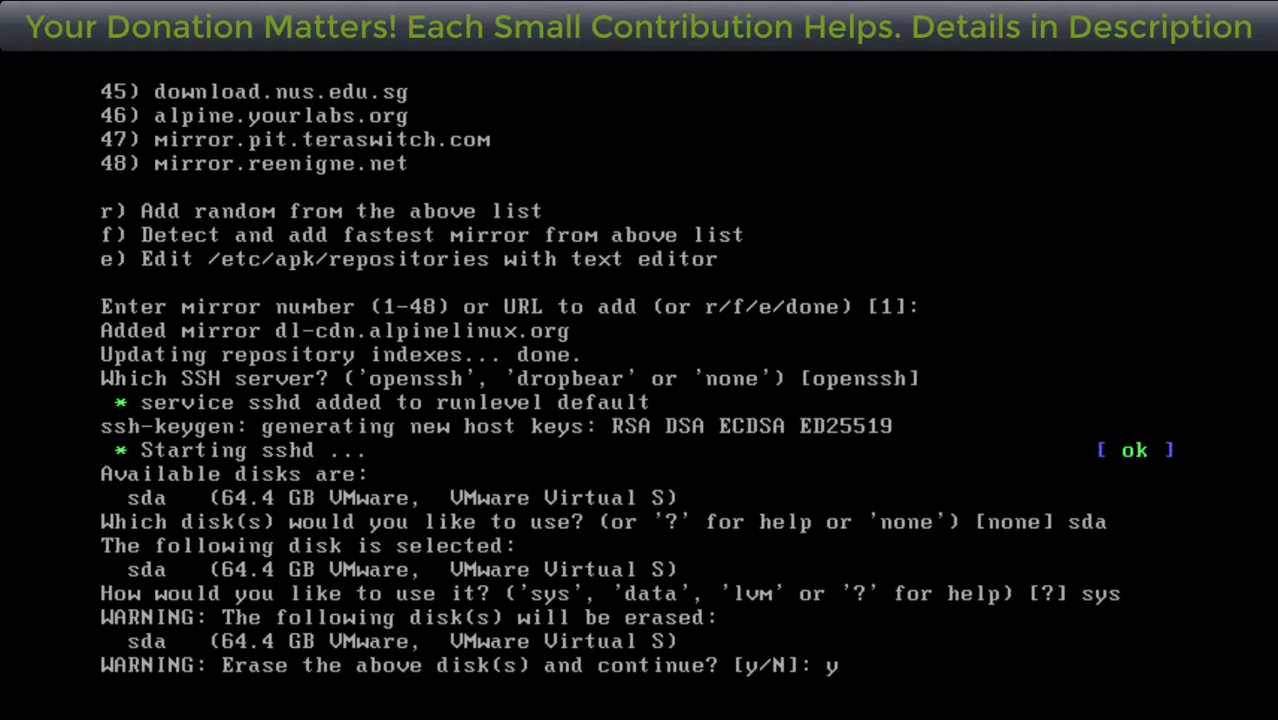 Your Donation Matters! Each Small Contribution Helps. Details in Description
45) download.nus.edu.sg
46) alpine.yourlabs.org
47) mirror.pit.teraswitch.com
48) mirror.reenigne.net
r) Add random from the above list
f) Detect and add fastest mirror from above list
e) Edit /etc/apk/repositories with text editor
Enter mirror number (1-48) or URL to add (or r/f/e/done) [1]:
Added mirror dl-cdn.alpinelinux.org
Updating repository indexes... done.
Which SSH server? ('openssh', 'dropbear' or 'none') [openssh]
* service sshd added to runlevel default
ssh-keygen: generating new host keys: RSA DSA ECDSA ED25519
* Starting sshd ... [ ok ]
Available disks are:
sda (64.4 GB VMware, VMware Virtual S)
Which disk(s) would you like to use? (or '?' for help or 'none') [none] sda
The following disk is selected:
sda (64.4 GB VMware, VMware Virtual S)
How would you like to use it? ('sys', 'data', 'lvm' or '?' for help) [?] sys
WARNING: The following disk(s) will be erased:
sda (64.4 GB VMware, VMware Virtual S)
WARNING: Erase the above disk(s) and continue? [y/N]: y